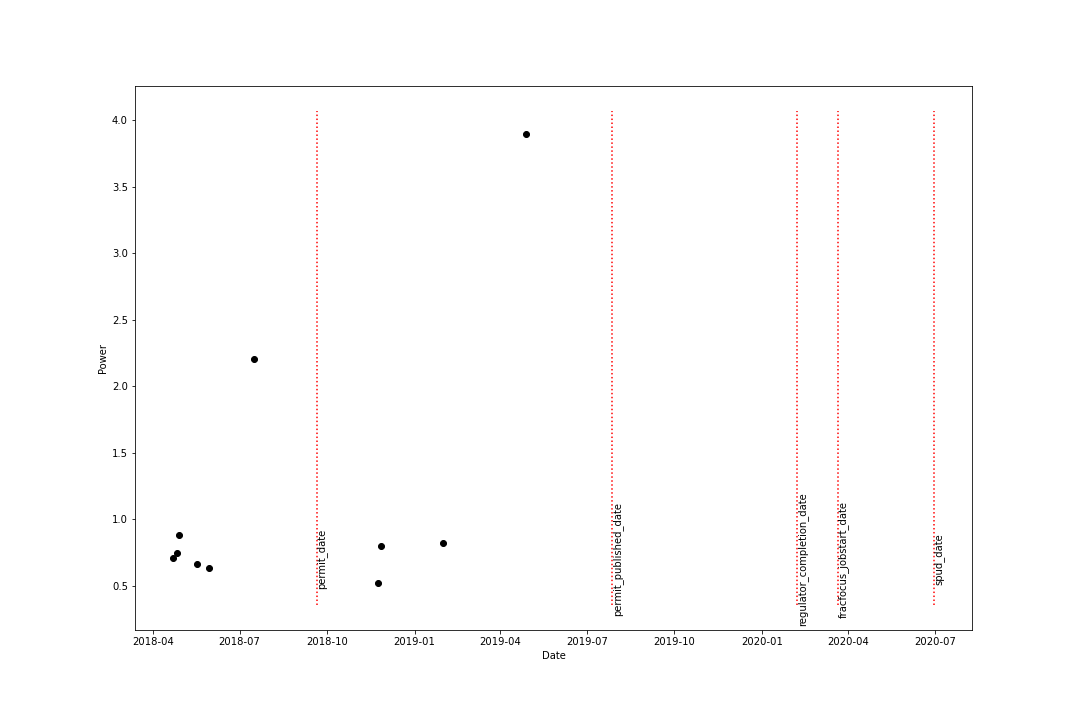 4.0
3.5
3.0
2.5
2.0
1.5
1.0
0.5
Power
permit_date
permit_published_date
regulator_completion_date
fracfocus_jobstart_date
spud_date
2018-04
2018-07
2018-10
2019-01
2019-04
2019-07
2019-10
2020-01
2020-04
2020-07
Date